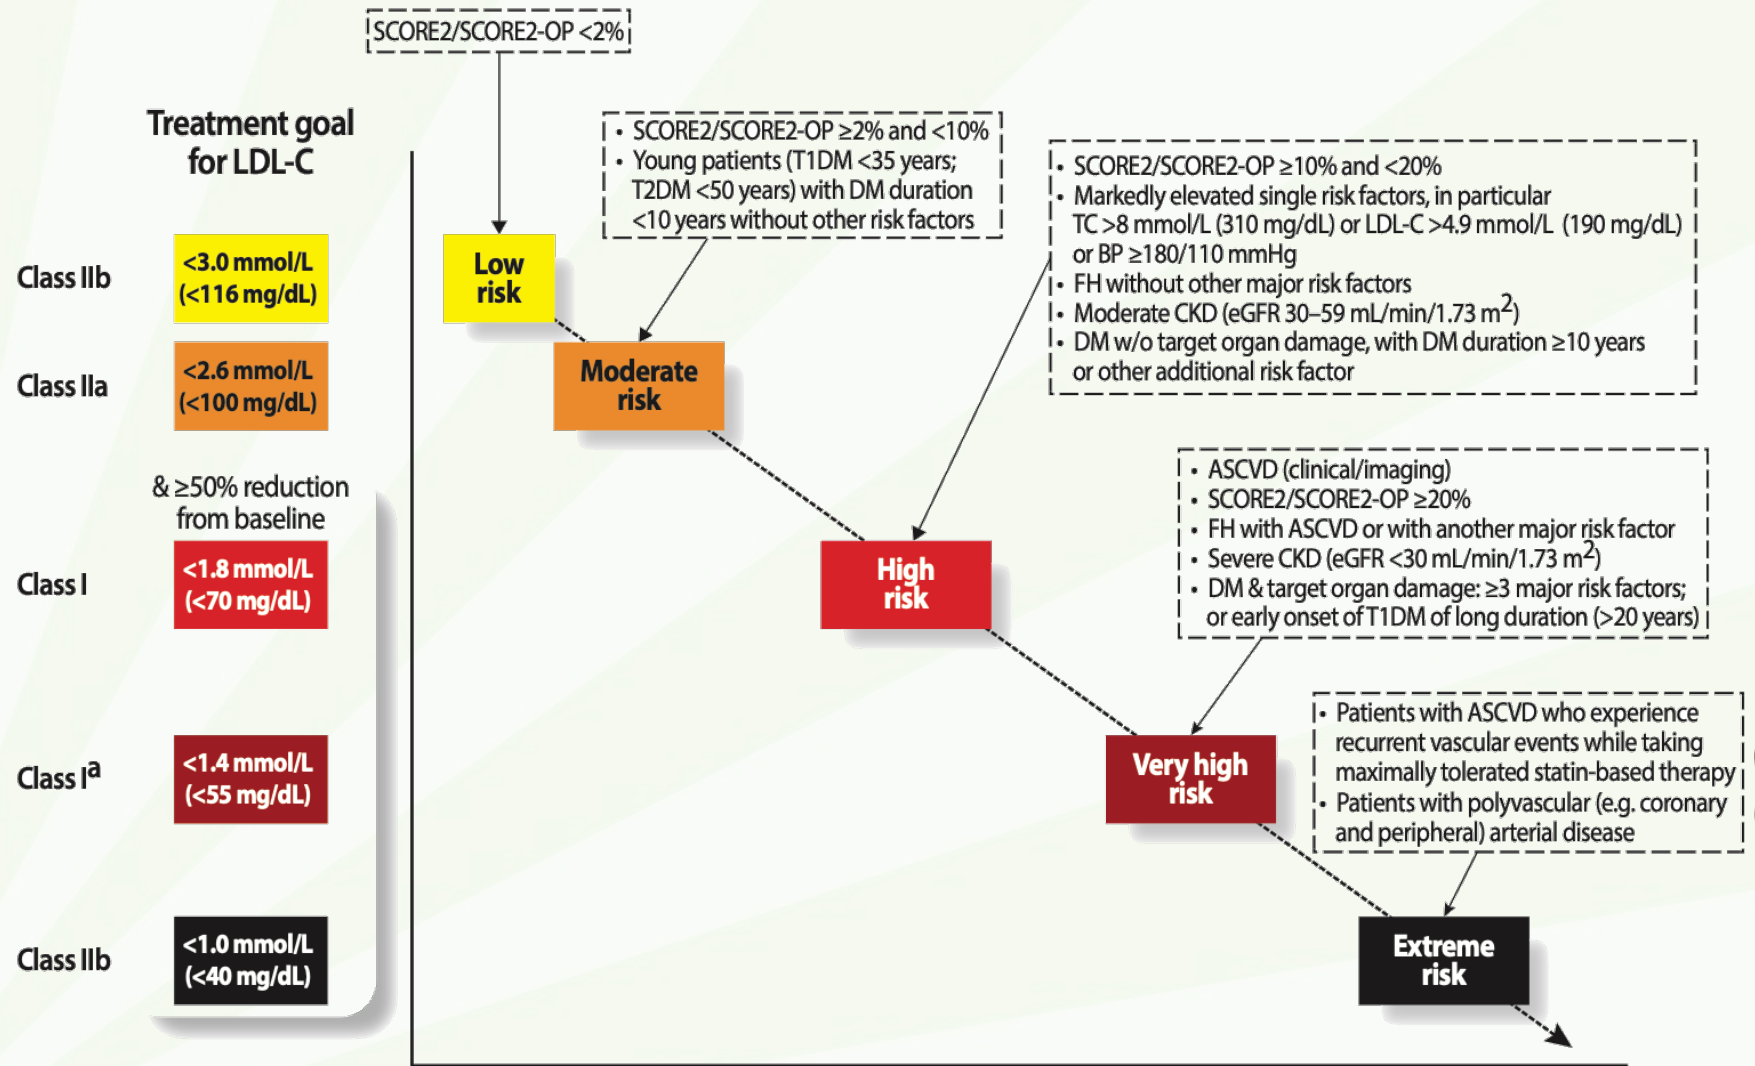 SCORE2/SCORE2-OP <2%
Treatment goal
for LDL-C
• SCORE2/SCORE2-OP ≥2% and <10%
• Young patients (T1DM <35 years;
T2DM <50 years) with DM duration
<10 years without other risk factors
• SCORE2/SCORE2-OP ≥10% and <20%
• Markedly elevated single risk factors, in particular
TC >8 mmol/L (310 mg/dL) or LDL-C >4.9 mmol/L (190 mg/dL)
or BP ≥180/110 mmHg
• FH without other major risk factors
• Moderate CKD (eGFR 30–59 mL/min/1.73 m²)
• DM w/o target organ damage, with DM duration ≥10 years
or other additional risk factor
Class IIb
<3.0 mmol/L
(<116 mg/dL)
Low
risk
Class IIa
<2.6 mmol/L
(<100 mg/dL)
Moderate
risk
& ≥50% reduction
from baseline
• ASCVD (clinical/imaging)
• SCORE2/SCORE2-OP ≥20%
• FH with ASCVD or with another major risk factor
• Severe CKD (eGFR <30 mL/min/1.73 m²)
• DM & target organ damage: ≥3 major risk factors;
or early onset of T1DM of long duration (>20 years)
Class I
<1.8 mmol/L
(<70 mg/dL)
High
risk
• Patients with ASCVD who experience
recurrent vascular events while taking
maximally tolerated statin-based therapy
• Patients with polyvascular (e.g. coronary
and peripheral) arterial disease
Class Iᵃ
<1.4 mmol/L
(<55 mg/dL)
Very high
risk
Class IIb
<1.0 mmol/L
(<40 mg/dL)
Extreme
risk